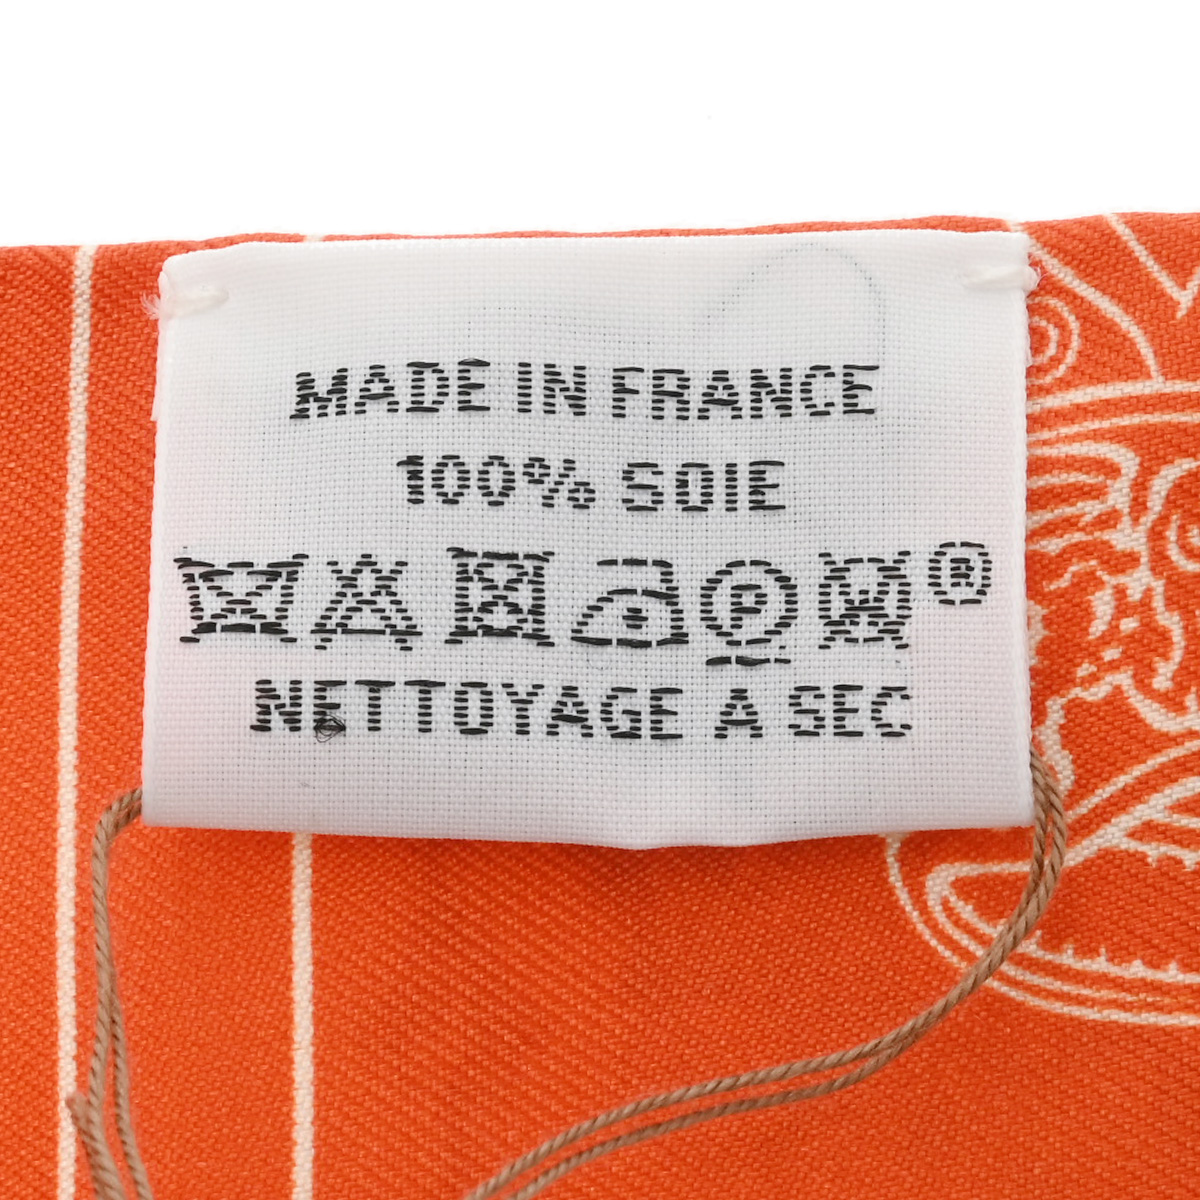 MADE IN FRANCE
100% SOIE
P W ®
NETTOYAGE A SEC